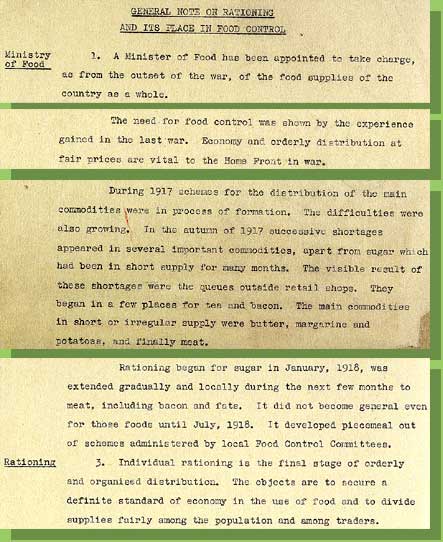 GENERAL NOTE ON RATIONING
AND ITS PLACE IN FOOD CONTROL
Ministry of Food
1. A Minister of Food has been appointed to take charge,
as from the outset of the war, of the food supplies of the
country as a whole.
The need for food control was shown by the experience
gained in the last war. Economy and orderly distribution at
fair prices are vital to the Home Front in war.
During 1917 schemes for the distribution of the main
commodities were in process of formation. The difficulties were
also growing. In the autumn of 1917 successive shortages
appeared in several important commodities, apart from sugar which
had been in short supply for many months. The visible result of
these shortages were the queues outside retail shops. They
began in a few places for tea and bacon. The main commodities
in short or irregular supply were butter, margarine and
potatoes, and finally meat.
Rationing began for sugar in January, 1918, was
extended gradually and locally during the next few months to
meat, including bacon and fats. It did not become general even
for those foods until July, 1918. It developed piecemeal out
of schemes administered by local Food Control Committees.
Rationing
3. Individual rationing is the final stage of orderly
and organised distribution. The objects are to secure a
definite standard of economy in the use of food and to divide
supplies fairly among the population and among traders.